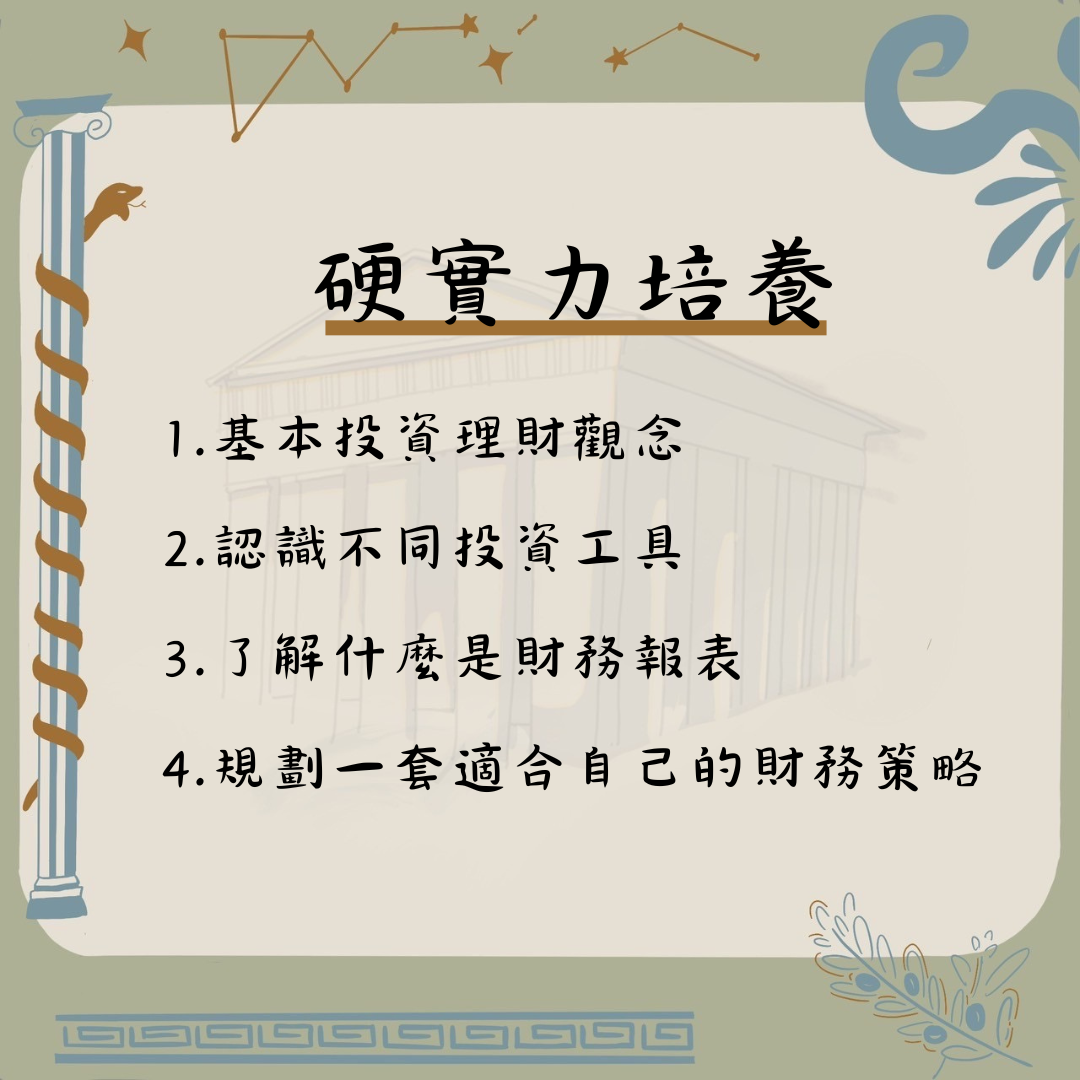 硬實力培養
1.基本投資理財觀念
2.認識不同投資工具
3.了解什麼是財務報表
4.規劃一套適合自己的財務策略